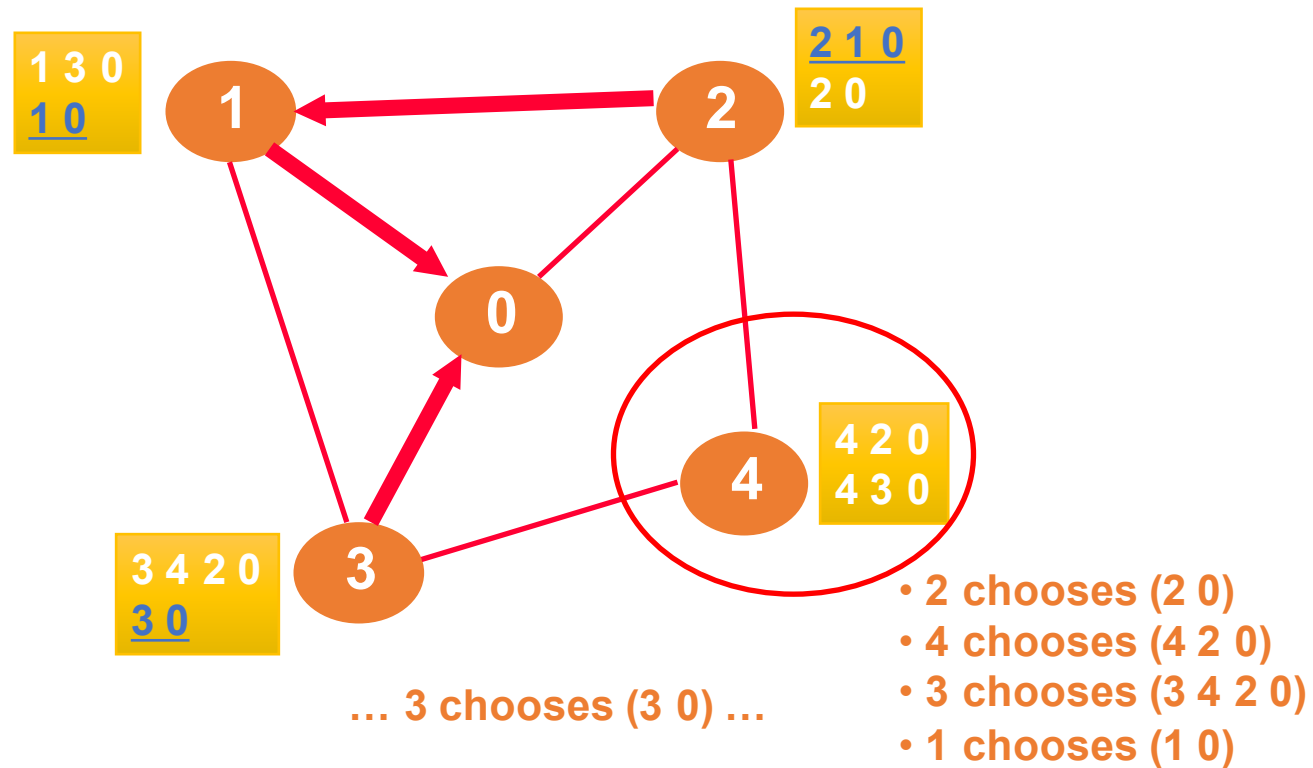 1 3 0
1 0
1
2
2 1 0
2 0
0
4
4 2 0
4 3 0
3 4 2 0
3 0
3
… 3 chooses (3 0) …
• 2 chooses (2 0)
• 4 chooses (4 2 0)
• 3 chooses (3 4 2 0)
• 1 chooses (1 0)